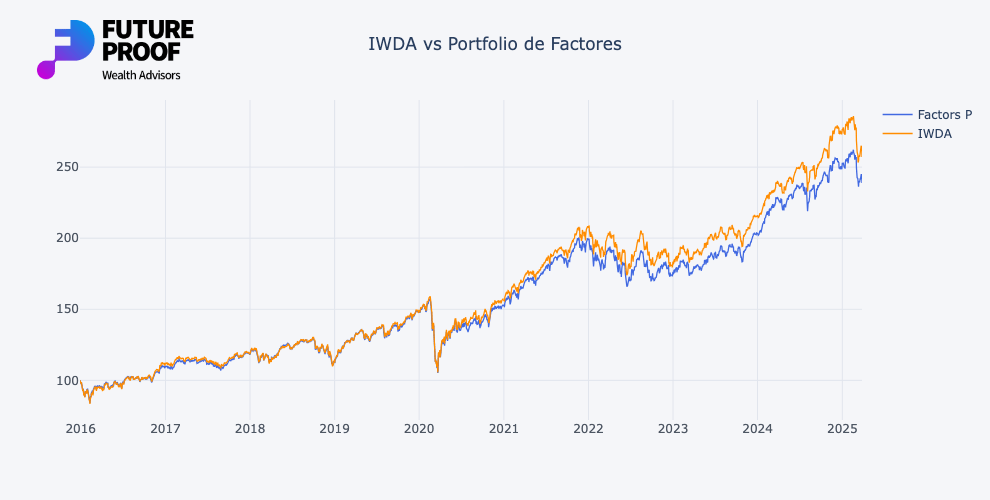 FUTURE
PROOF
Wealth Advisors
IWDA vs Portfolio de Factores
Factors P
IWDA
250
200
150
100
2016 2017 2018 2019 2020 2021 2022 2023 2024 2025